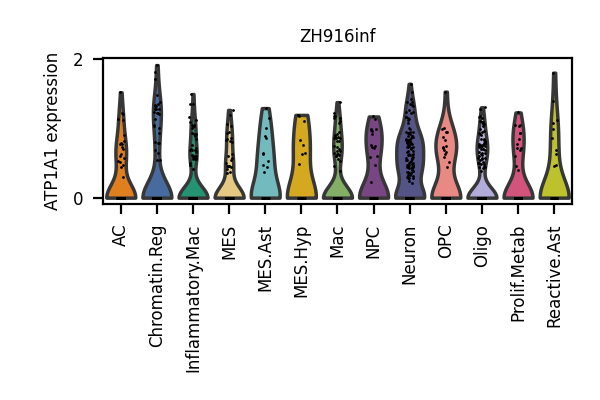 ZH916inf
ATP1A1 expression
2
0
AC
Chromatin.Reg
Inflammatory.Mac
MES
MES.Ast
MES.Hyp
Mac
NPC
Neuron
OPC
Oligo
Prolif.Metab
Reactive.Ast